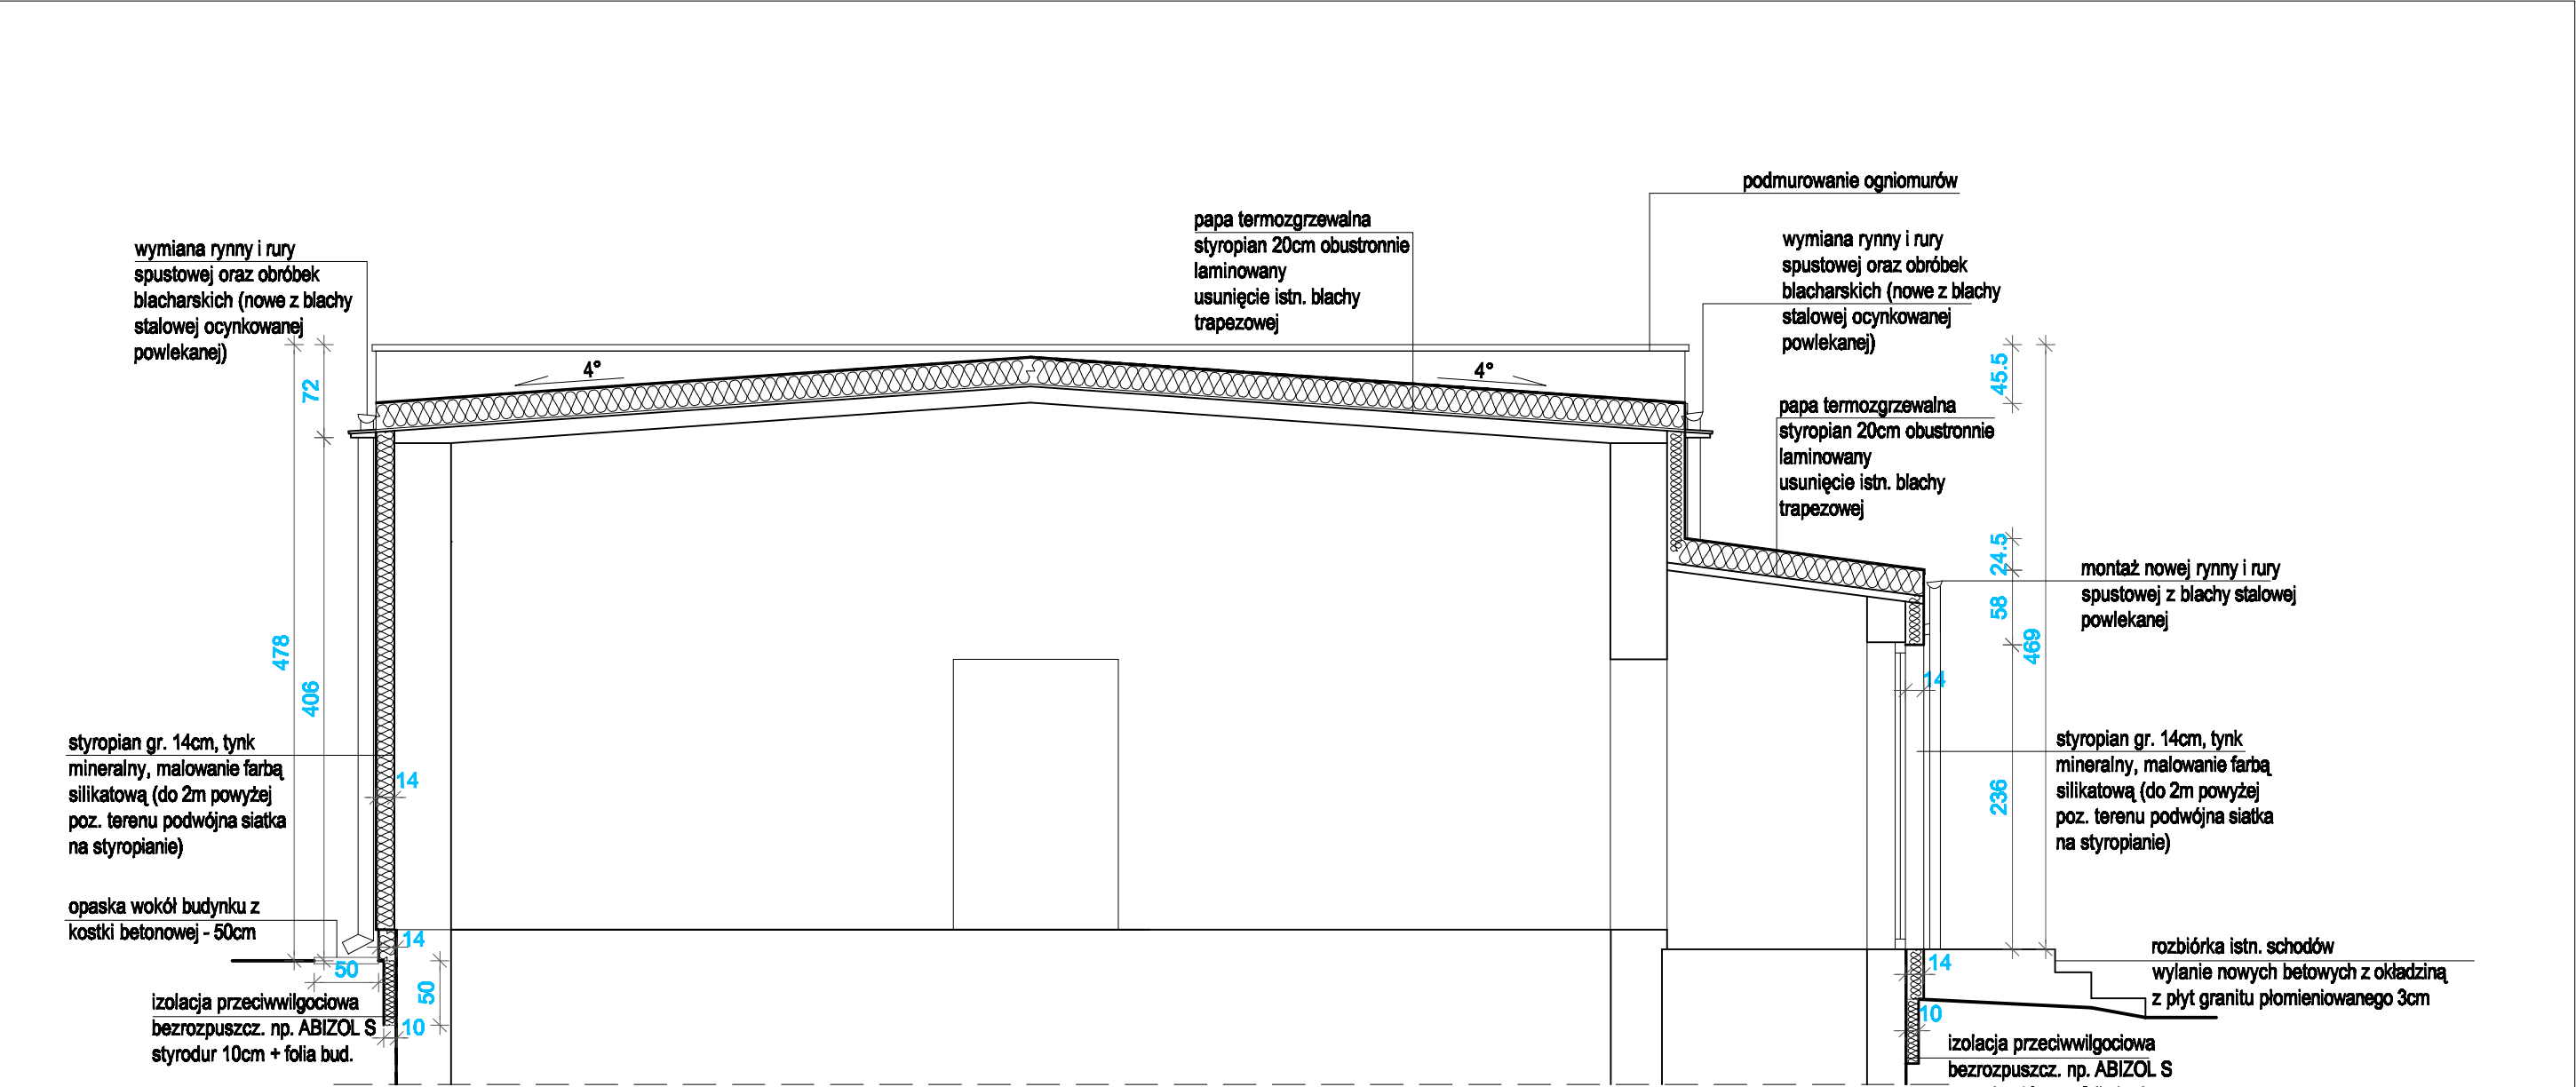 podmurowanie ogniomurów
wymiana rynny i rury
spustowej oraz obróbek
blacharskich (nowe z blachy
stalowej ocynkowanej
powlekanej)
papa termozgrzewalna
styropian 20cm obustronnie
laminowany
usunięcie istn. blachy
trapezowej
wymiana rynny i rury
spustowej oraz obróbek
blacharskich (nowe z blachy
stalowej ocynkowanej
powlekanej)
4°
4°
72
45.5
papa termozgrzewalna
styropian 20cm obustronnie
laminowany
usunięcie istn. blachy
trapezowej
24.5
58
montaż nowej rynny i rury
spustowej z blachy stalowej
powlekanej
478
406
469
14
styropian gr. 14cm, tynk
mineralny, malowanie farbą
silikatową (do 2m powyżej
poz. terenu podwójna siatka
na styropianie)
14
236
styropian gr. 14cm, tynk
mineralny, malowanie farbą
silikatową (do 2m powyżej
poz. terenu podwójna siatka
na styropianie)
opaska wokół budynku z
kostki betonowej - 50cm
14
50
50
10
izolacja przeciwwilgociowa
bezrozpuszcz. np. ABIZOL S
styrodur 10cm + folia bud.
14
10
rozbiórka istn. schodów
wylanie nowych betowych z okładziną
z płyt granitu płomieniowanego 3cm
izolacja przeciwwilgociowa
bezrozpuszcz. np. ABIZOL S